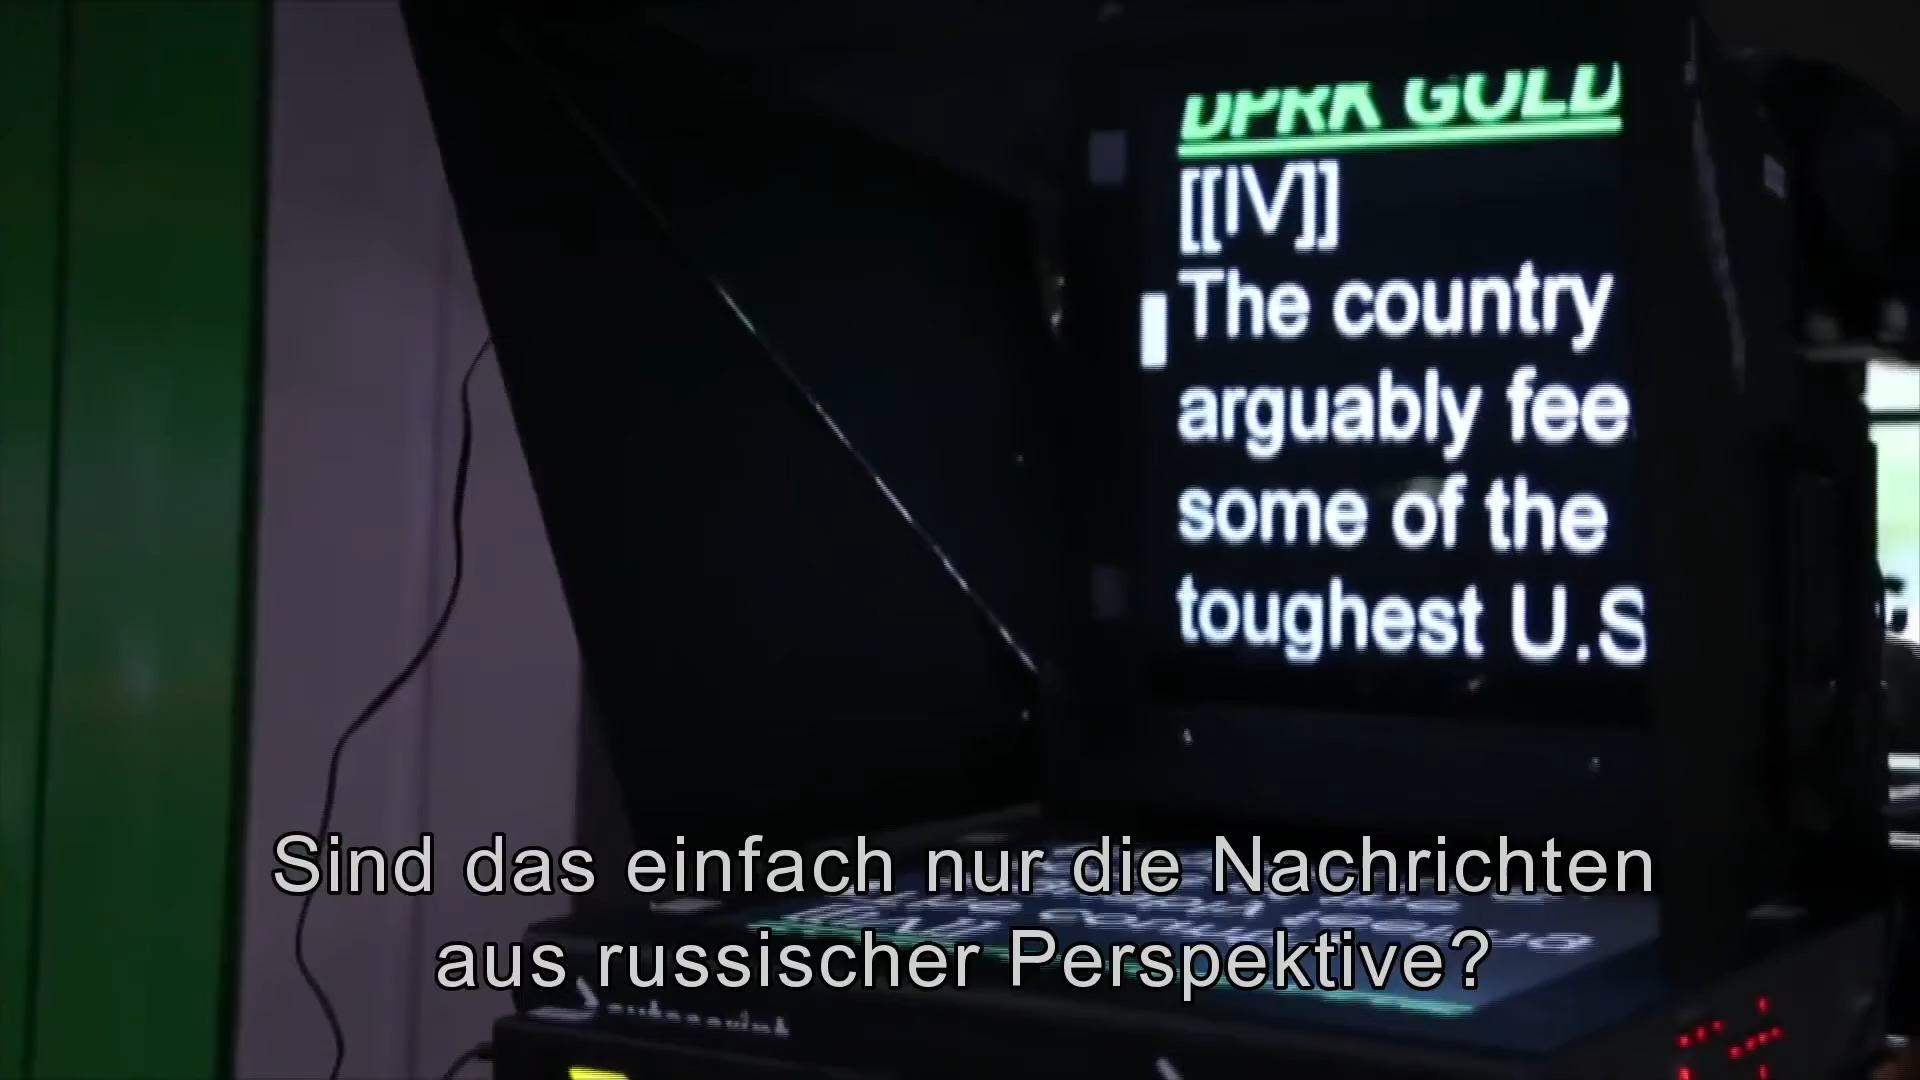 DPRK GOLD
[[IV]]
The country
arguably fee
some of the
toughest U.S
Sind das einfach nur die Nachrichten
aus russischer Perspektive?